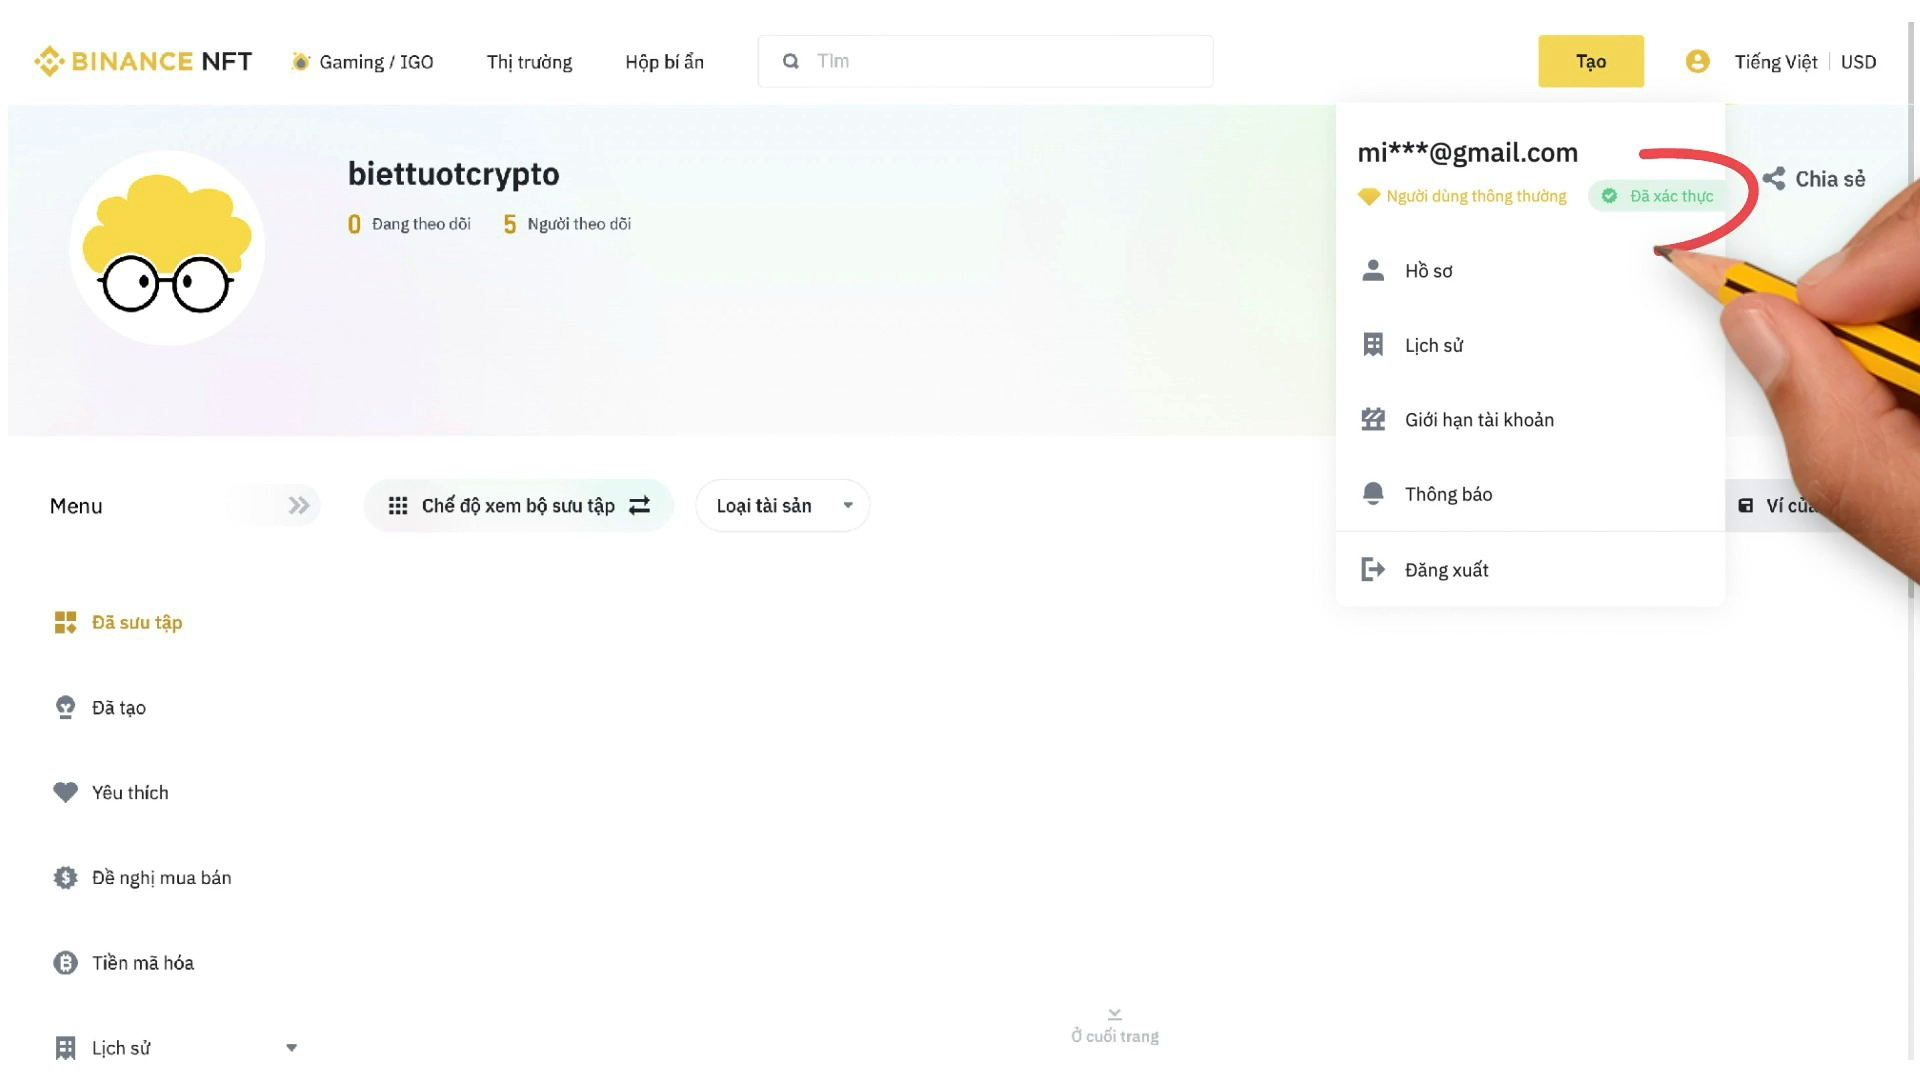 BINANCE NFT
Gaming / IGO
Thị trường
Hộp bí ẩn
Tìm
Tạo
Tiếng Việt
USD
biettuotcrypto
0 Đang theo dõi
5 Người theo dõi
mi***@gmail.com
Người dùng thông thường
Đã xác thực
Chia sẻ
Hồ sơ
Lịch sử
Giới hạn tài khoản
Thông báo
Đăng xuất
Menu
Chế độ xem bộ sưu tập
Loại tài sản
Ví
Đã sưu tập
Đã tạo
Yêu thích
Đề nghị mua bán
Tiền mã hóa
Lịch sử
Ở cuối trang